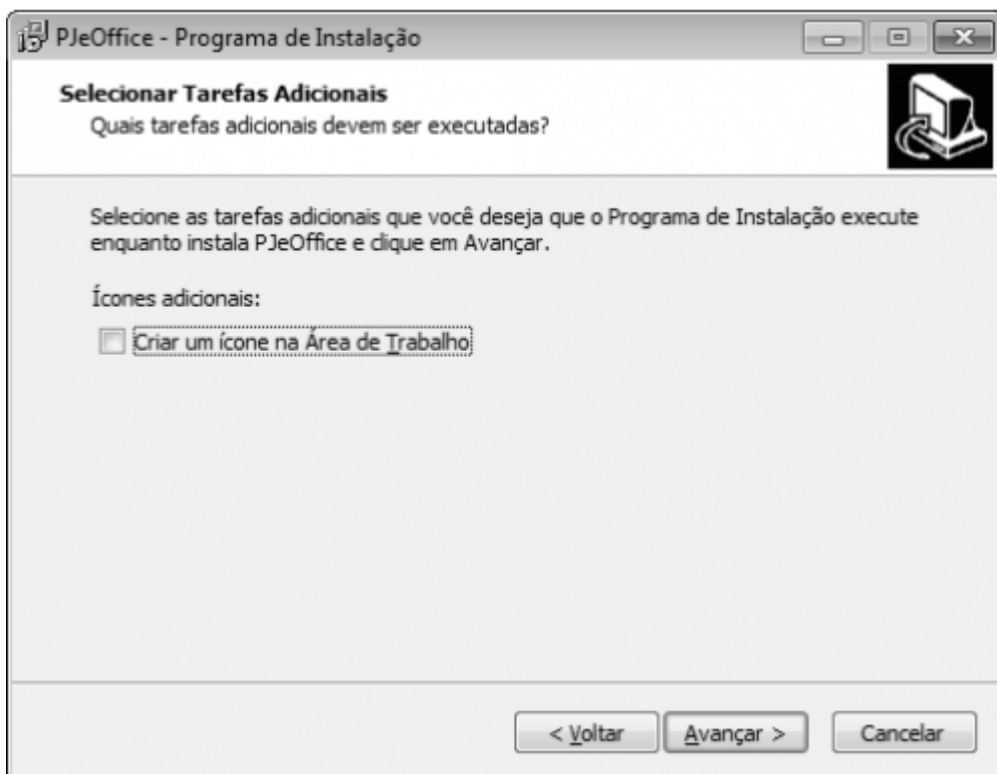 PJeOffice - Programa de Instalação
Selecionar Tarefas Adicionais
Quais tarefas adicionais devem ser executadas?
Selecione as tarefas adicionais que você deseja que o Programa de Instalação execute
enquanto instala PJeOffice e clique em Avançar.
Ícones adicionais:
Criar um ícone na Área de Trabalho
< Voltar Avançar > Cancelar